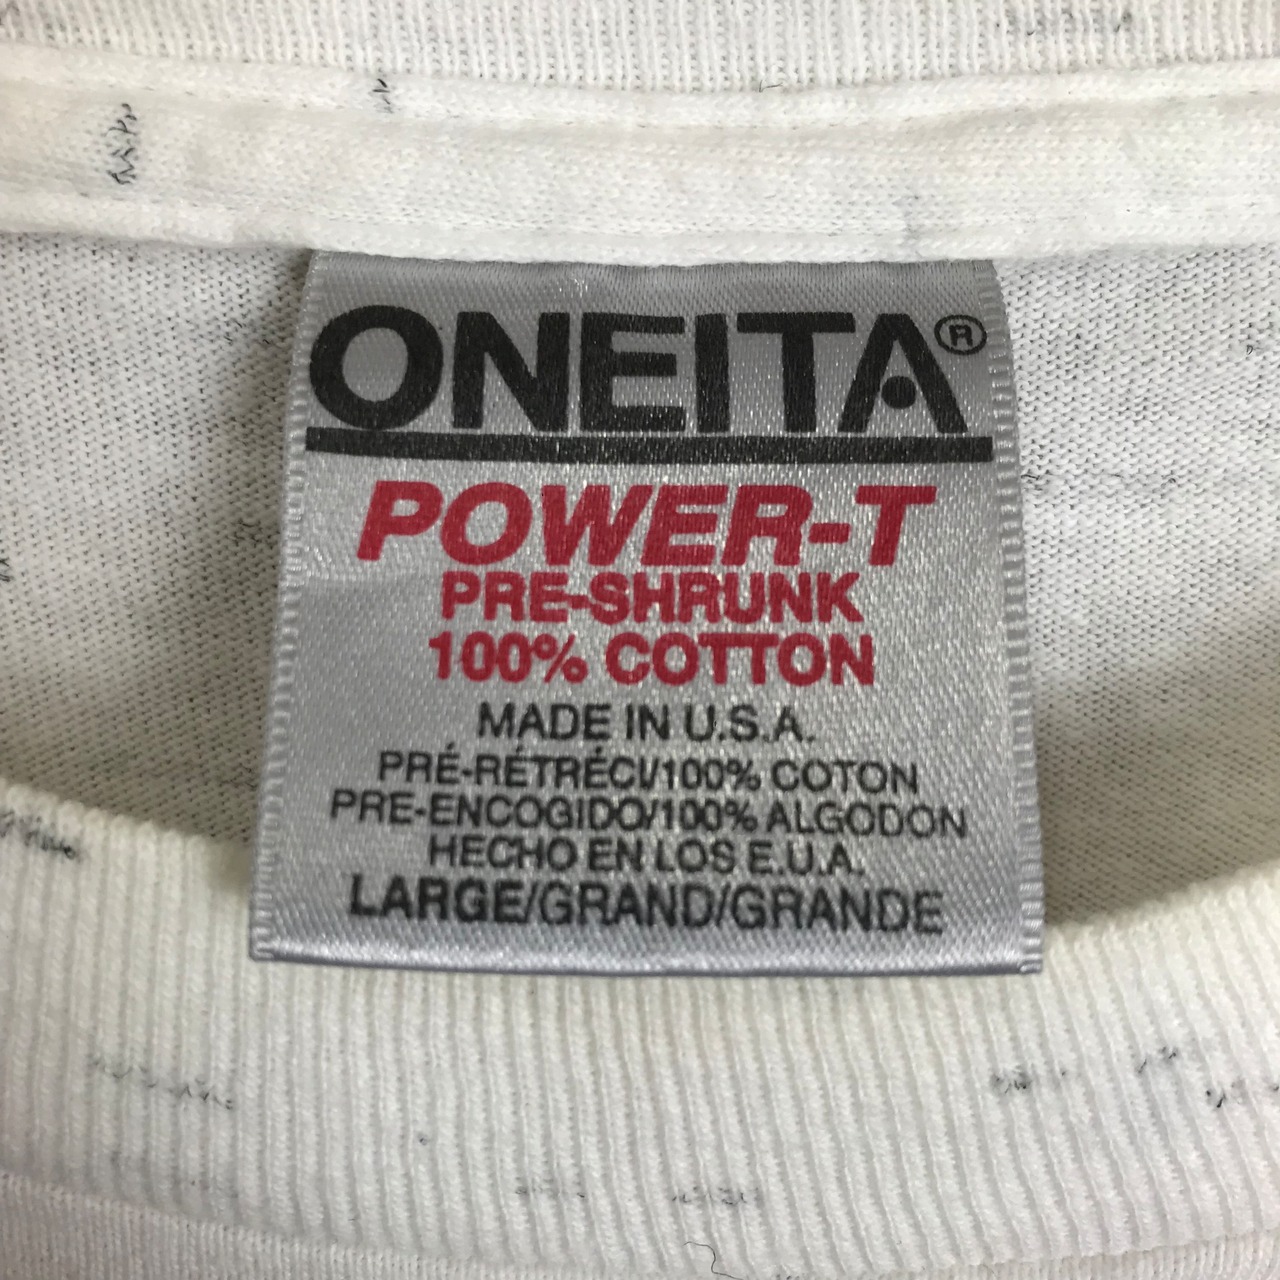 ONEITA®
POWER-T
PRE-SHRUNK
100% COTTON
MADE IN U.S.A.
PRÉ-RÉTRÉCI/100% COTON
PRE-ENCOGIDO/100% ALGODON
HECHO EN LOS E.U.A.
LARGE/GRAND/GRANDE